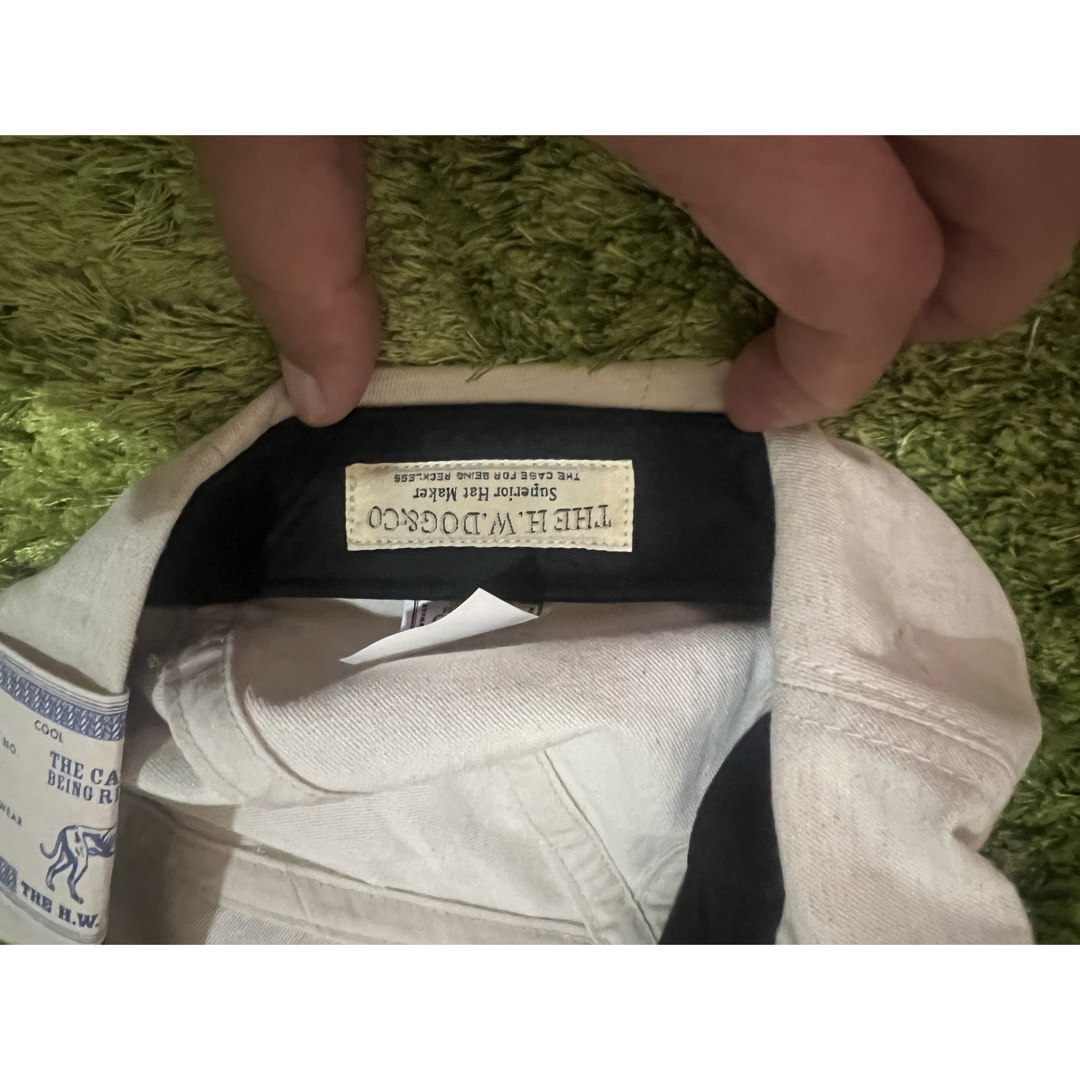 THE H.W.DOG&CO
Superior Hat Maker
THE CASE FOR BEING RECKLESS
COOL
NO.
THE CA
BEING R
WEAR
THE H.W.